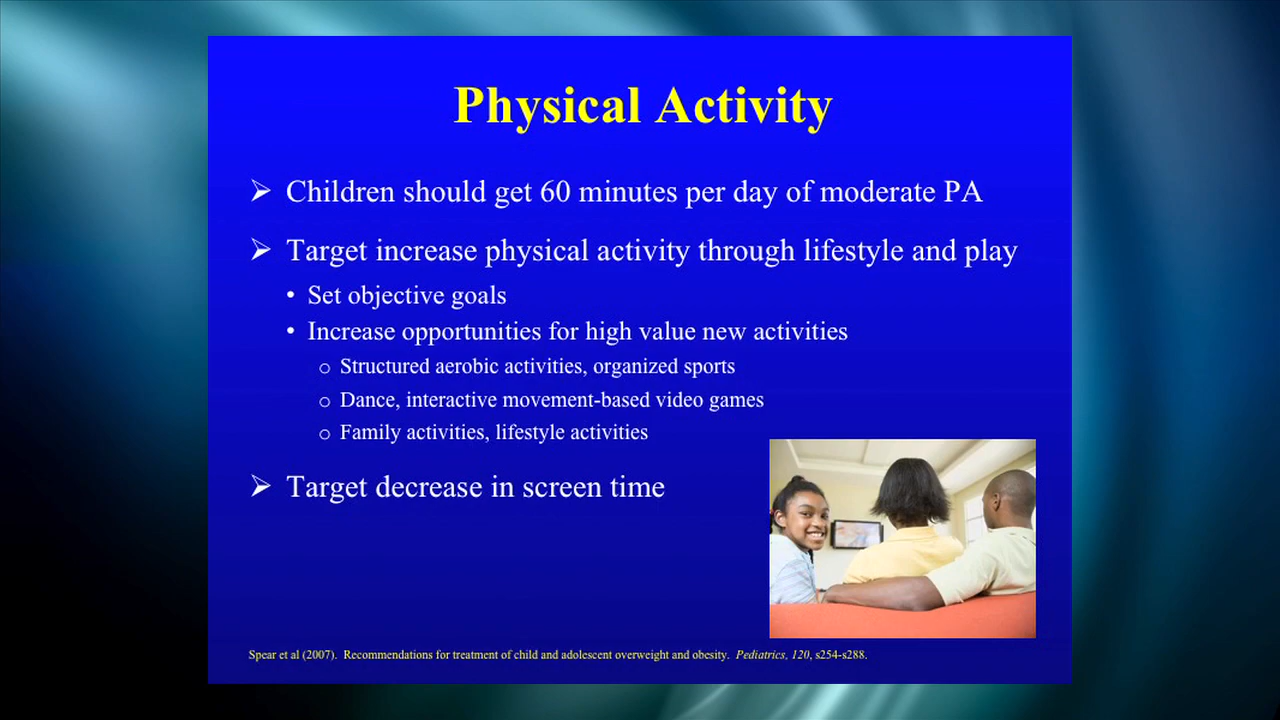 Physical Activity
➢ Children should get 60 minutes per day of moderate PA
➢ Target increase physical activity through lifestyle and play
• Set objective goals
• Increase opportunities for high value new activities
o Structured aerobic activities, organized sports
o Dance, interactive movement-based video games
o Family activities, lifestyle activities
➢ Target decrease in screen time
Spear et al (2007). Recommendations for treatment of child and adolescent overweight and obesity. Pediatrics, 120, s254-s288.